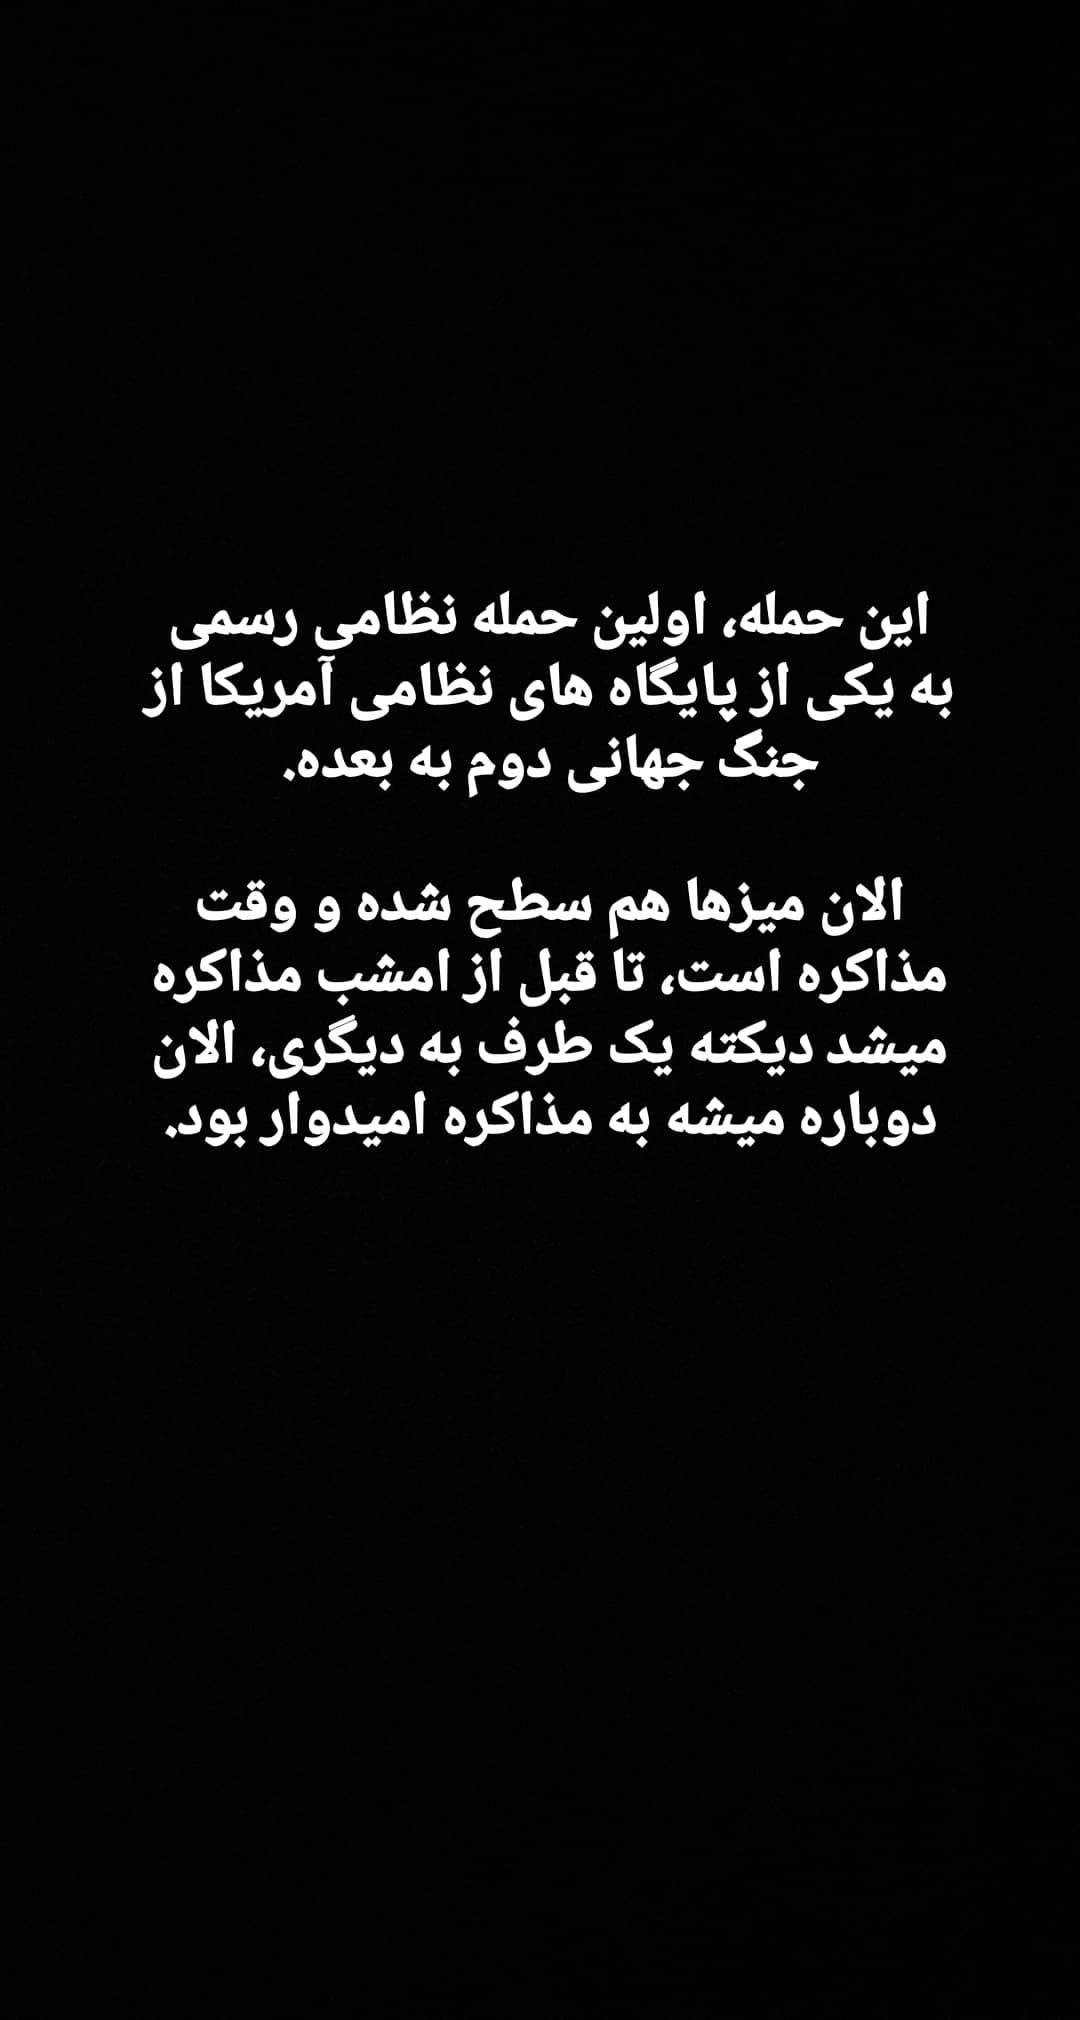 این حمله، اولین حمله نظامی رسمی
به یکی از پایگاه های نظامی آمریکا از
جنگ جهانی دوم به بعده.
الان میزها هم سطح شده و وقت
مذاکره است، تا قبل از امشب مذاکره
میشد دیکته یک طرف به دیگری، الان
دوباره میشه به مذاکره امیدوار بود.